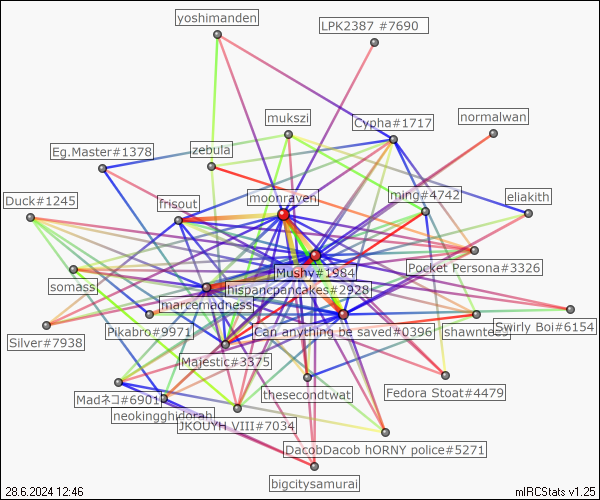 yoshimanden
LPK2387 #7690
mukszi
Cypha#1717
normalwan
Eg.Master#1378
zebula
Duck#1245
frisout
moonraven
ming#4742
eliakith
somass
Mushy#1984
Pocket Persona#3326
marcernedness
hispancpancakes#2928
Silver#7938
Pikabro#9971
Can anything be saved#0396
shawntees
Swirly Boi#6154
Majestic#3375
Madネコ#6901
thesecondtwat
Fedora Stoat#4479
neokingghidorah
JKOUYH VIII#7034
DacobDacob hORNY police#5271
bigcitysamurai
28.6.2024 12:46
mIRCStats v1.25